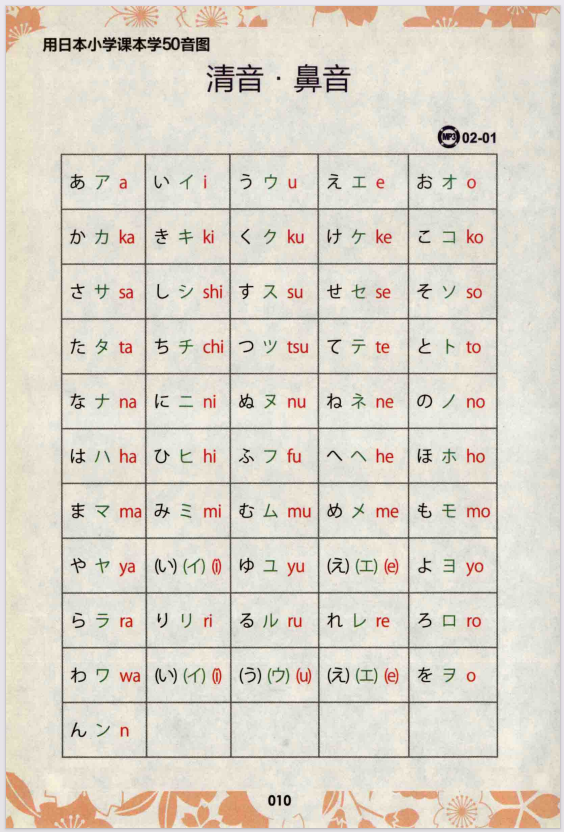 用日本小学课本学50音图
清音·鼻音
MP3 02-01
あ ア a い イ i う ウ u え エ e お オ o
か カ ka き キ ki く ク ku け ケ ke こ コ ko
さ サ sa し シ shi す ス su せ セ se そ ソ so
た タ ta ち チ chi つ ツ tsu て テ te と ト to
な ナ na に ニ ni ぬ ヌ nu ね ネ ne の ノ no
は ハ ha ひ ヒ hi ふ フ fu へ ヘ he ほ ホ ho
ま マ ma み ミ mi む ム mu め メ me も モ mo
や ヤ ya (い) (イ) (i) ゆ ユ yu (え) (エ) (e) よ ヨ yo
ら ラ ra り リ ri る ル ru れ レ re ろ ロ ro
わ ワ wa (い) (イ) (i) (う) (ウ) (u) (え) (エ) (e) を ヲ o
ん ン n
010